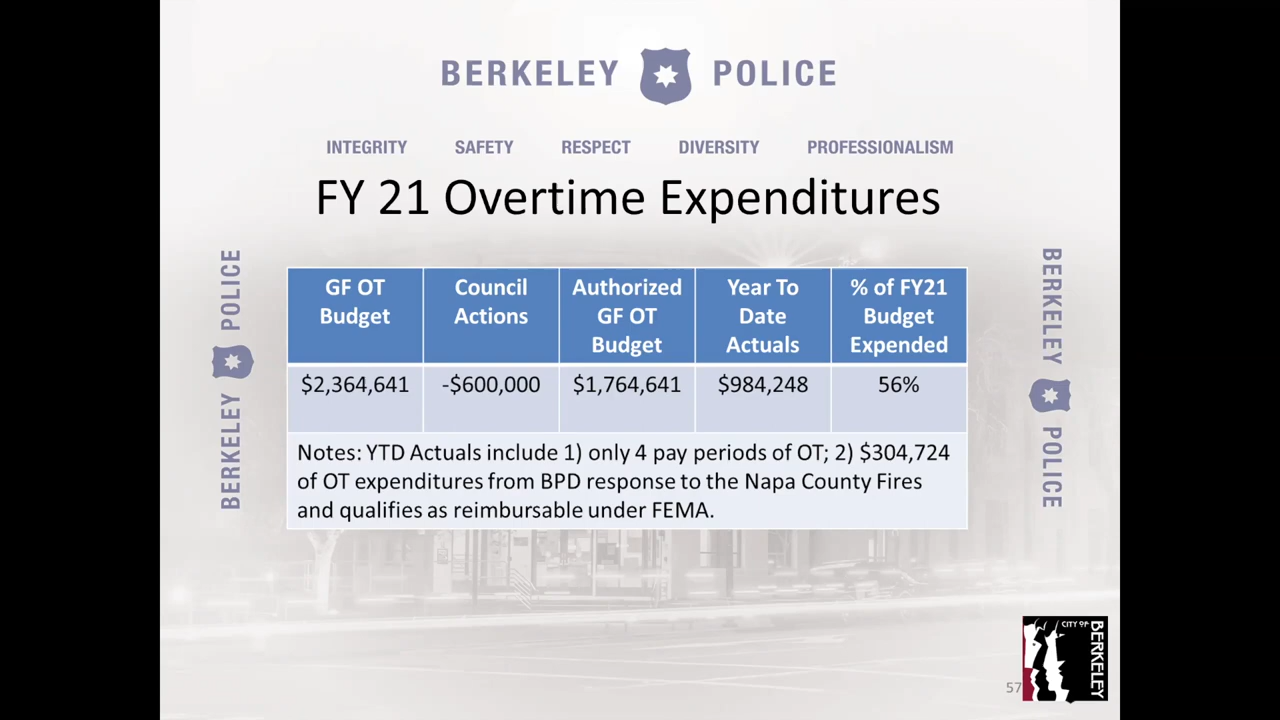 BERKELEY POLICE
INTEGRITY SAFETY RESPECT DIVERSITY PROFESSIONALISM
FY 21 Overtime Expenditures
BERKELEY POLICE
GF OT Budget
Council Actions
Authorized GF OT Budget
Year To Date Actuals
% of FY21 Budget Expended
$2,364,641 -$600,000 $1,764,641 $984,248 56%
Notes: YTD Actuals include 1) only 4 pay periods of OT; 2) $304,724
of OT expenditures from BPD response to the Napa County Fires
and qualifies as reimbursable under FEMA.
BERKELEY POLICE
57
CITY OF
BERKELEY